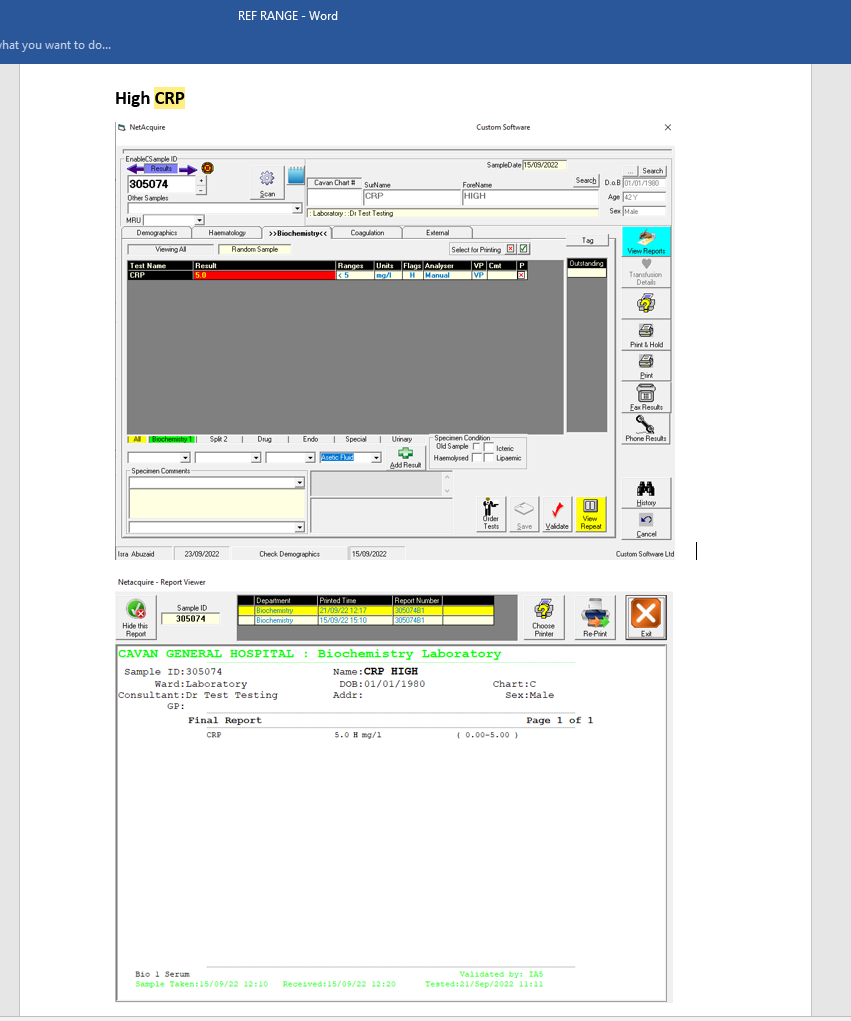 REF RANGE - Word
what you want to do...
High CRP
NetAcquire Custom Software
EnableCSample ID
Results
305074
Other Samples
MRU
Scan
SampleDate 15/09/2022
Cavan Chart # SurName ForeName Search
CRP HIGH
: Laboratory : :Dr Test Testing
... Search
D.o.B 01/01/1980
Age 42Y
Sex Male
Demographics Haematology >>Biochemistry<< Coagulation External
Viewing All Random Sample Select for Printing
Tag
Outstanding
Test Name Result Ranges Units Flags Analyser VP Cmt P
CRP 5.0 < 5 mg/l H Manual VP
View Reports
Transfusion Details
Print & Hold
Print
Fax Results
Phone Results
History
Cancel
All | Biochemistry 1 | Split 2 | Drug | Endo | Special | Urinary
Ascetic Fluid
Add Result
Specimen Condition
Old Sample Icteric
Haemolysed Lipaemic
Specimen Comments
Order Tests Save Validate View Repeat
Isra Abuzaid 23/09/2022 Check Demographics 15/09/2022 Custom Software Ltd
Netacquire - Report Viewer
Hide this Report
Sample ID
305074
Department Printed Time Report Number
Biochemistry 21/09/22 12:17 30507481
Biochemistry 15/09/22 15:10 30507481
Choose Printer
Re-Print
Exit
CAVAN GENERAL HOSPITAL : Biochemistry Laboratory
Sample ID:305074 Name:CRP HIGH
Ward:Laboratory DOB:01/01/1980 Chart:C
Consultant:Dr Test Testing Addr: Sex:Male
GP:
Final Report Page 1 of 1
CRP 5.0 H mg/l ( 0.00-5.00 )
Bio 1 Serum Validated by: IAS
Sample Taken:15/09/22 12:10 Received:15/09/22 12:20 Tested:21/Sep/2022 11:11